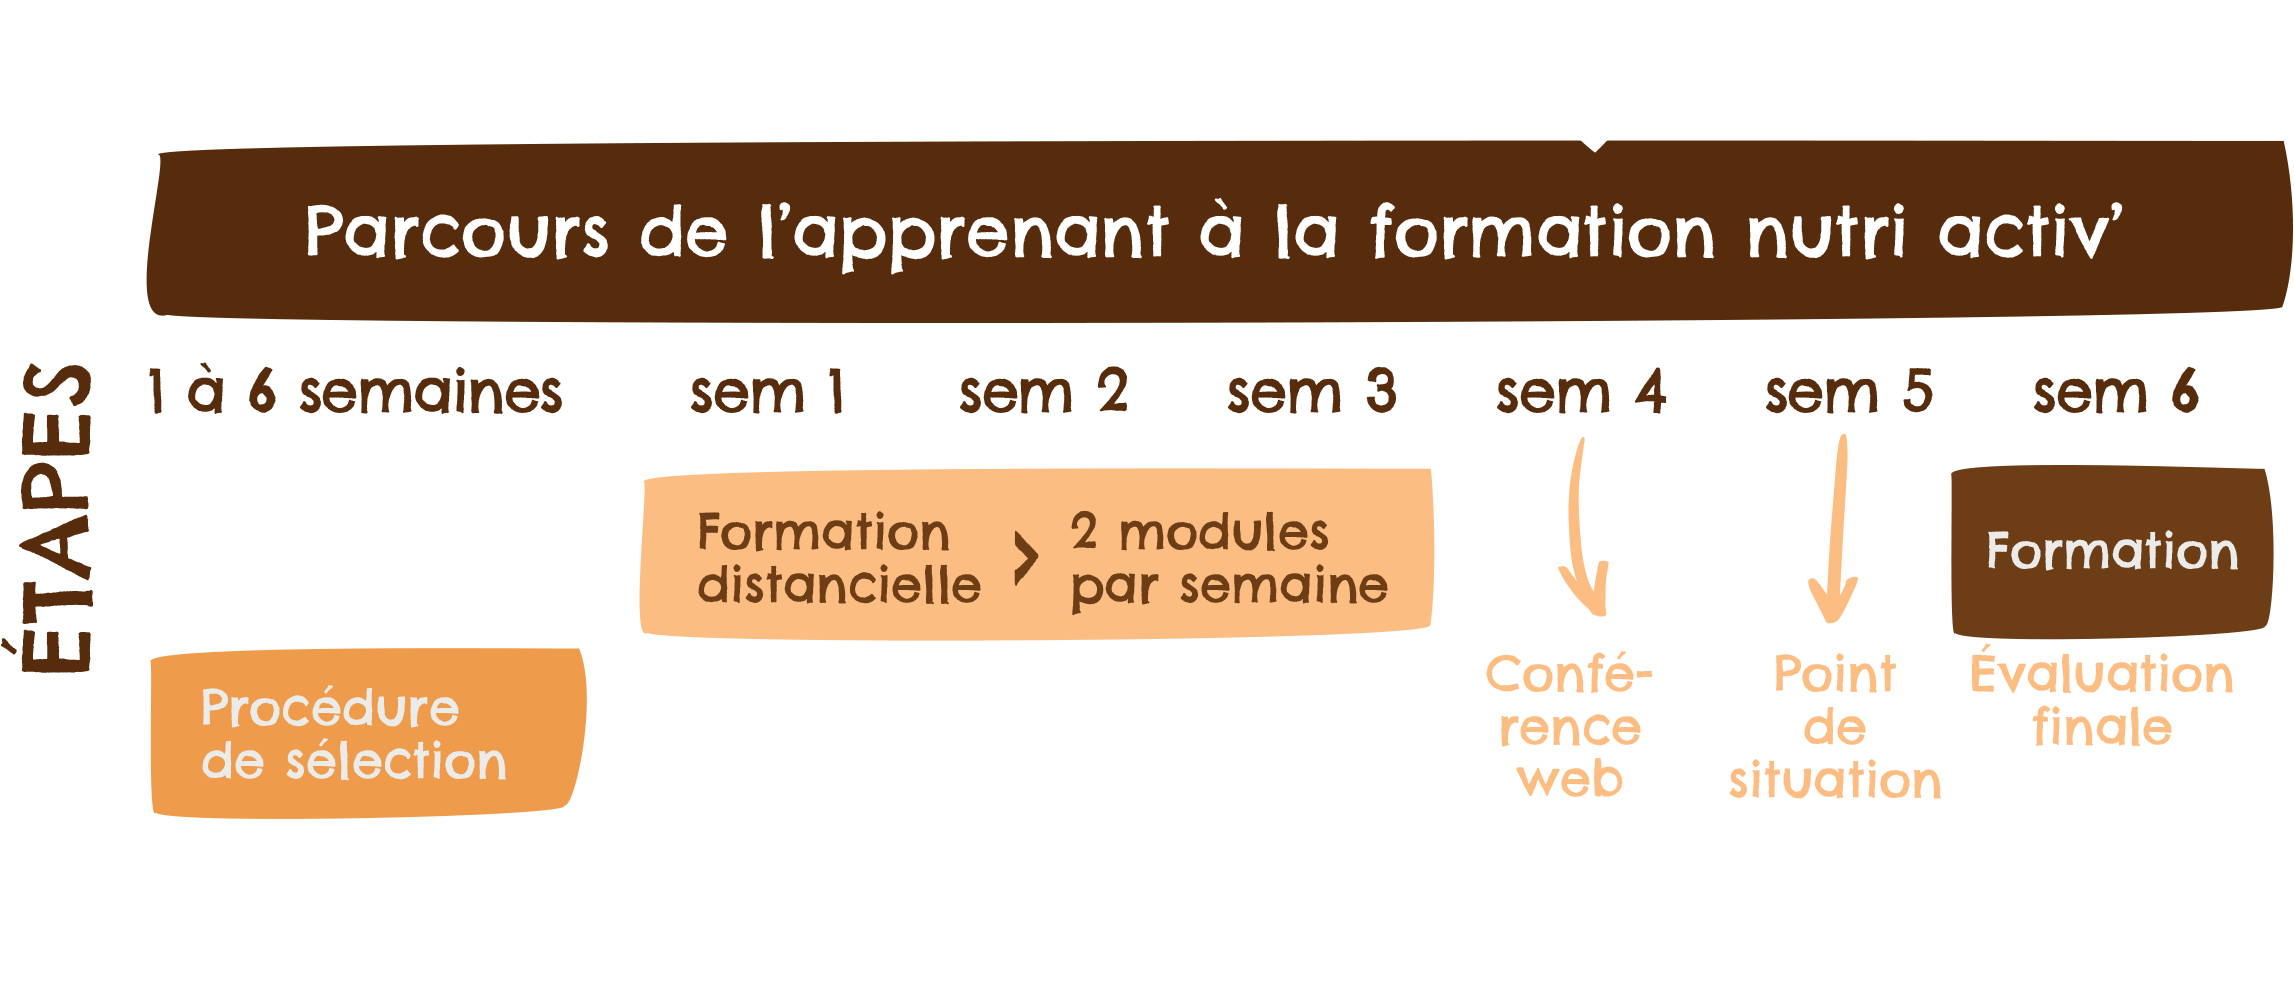 Parcours de l’apprenant à la formation nutri activ’
ÉTAPES
1 à 6 semaines
sem 1
sem 2
sem 3
sem 4
sem 5
sem 6
Procédure
de sélection
Formation
distancielle
>
2 modules
par semaine
Confé-
rence
web
Point
de
situation
Formation
Évaluation
finale